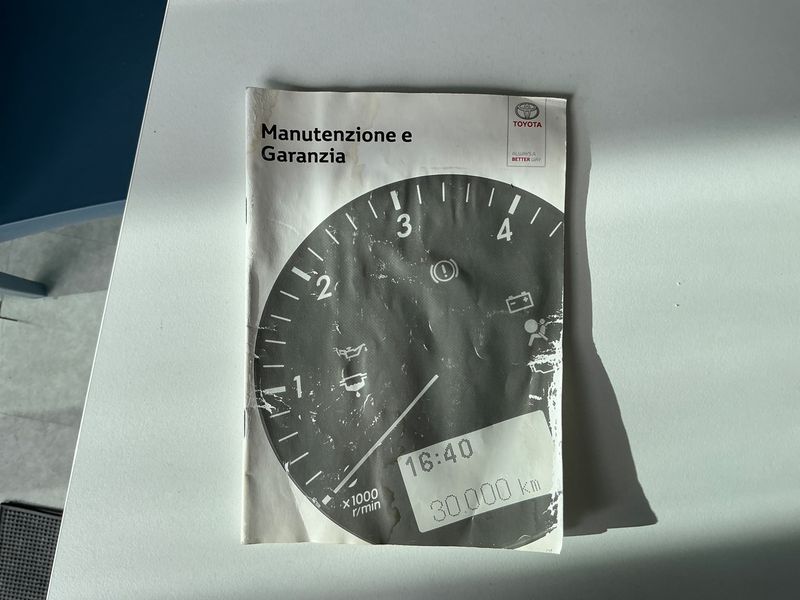 Manutenzione e
Garanzia
TOYOTA
ALWAYS A
BETTER WAY
1
2
3
4
x1000
r/min
16:40
30.000 km